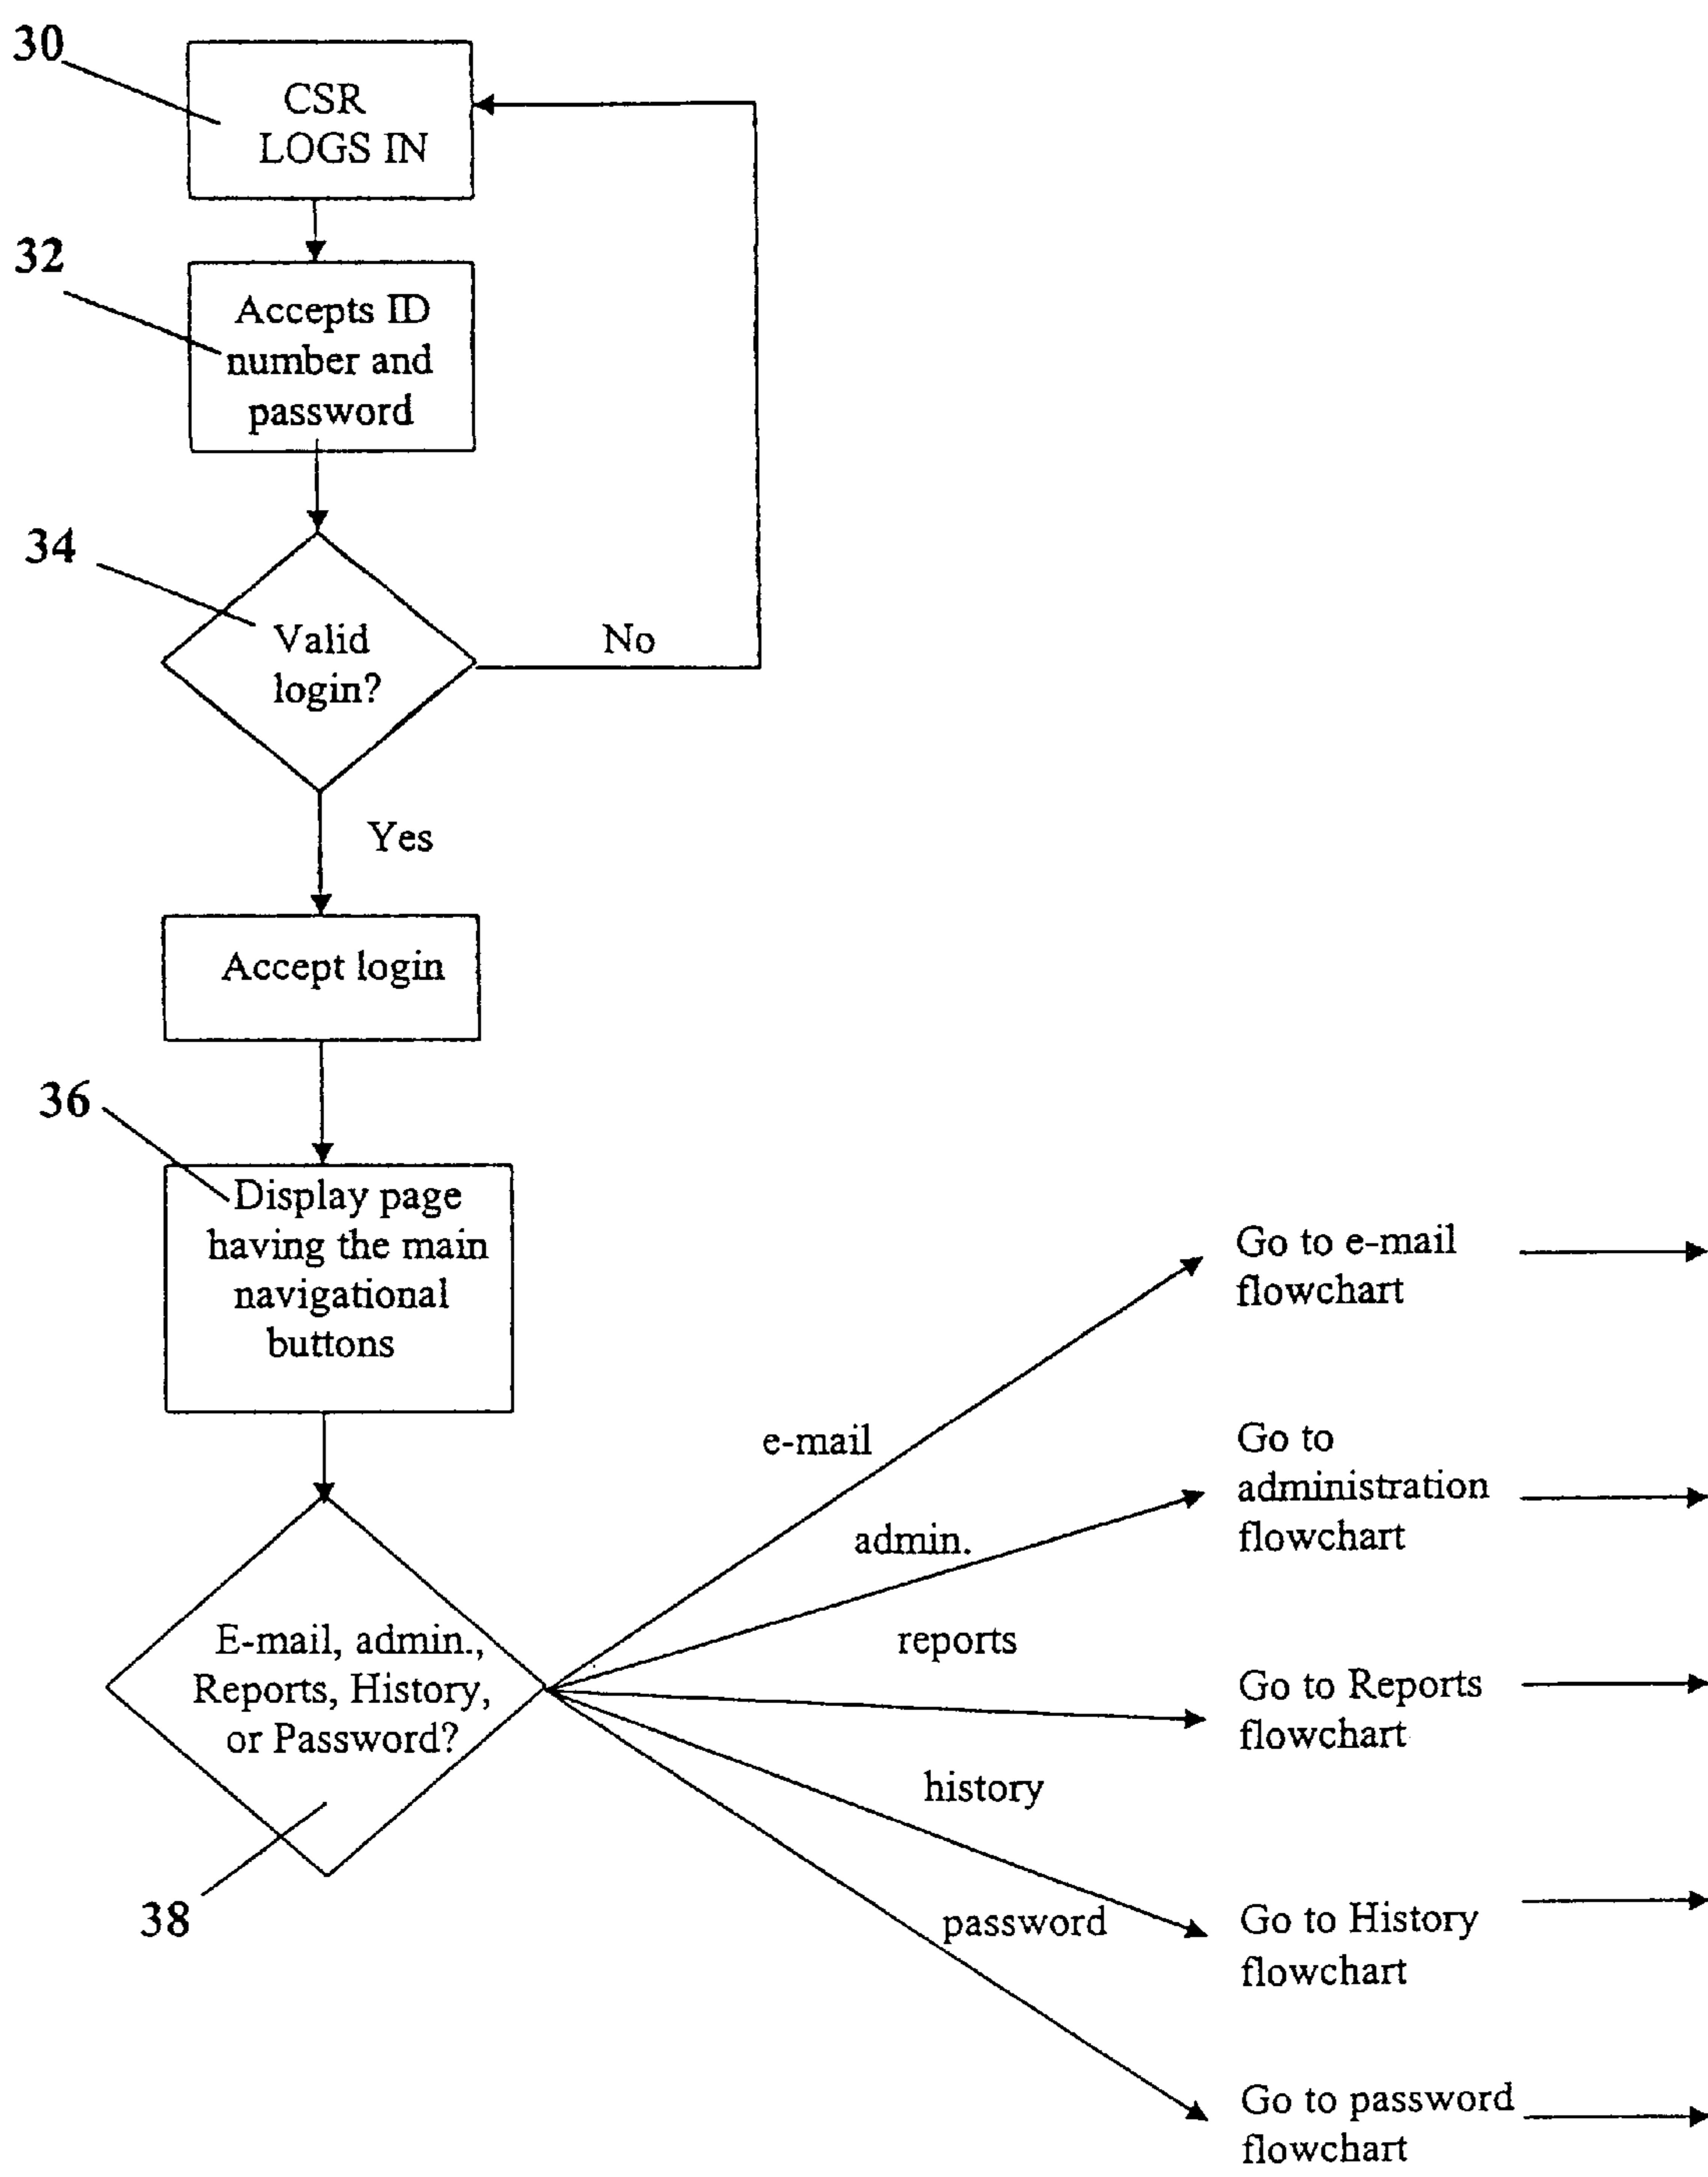 30
CSR
LOGS IN
32
Accepts ID
number and
password
34
Valid
login?
No
Yes
Accept login
36
Display page
having the main
navigational
buttons
E-mail, admin.,
Reports, History,
or Password?
38
e-mail
admin.
reports
history
password
Go to e-mail
flowchart
Go to
administration
flowchart
Go to Reports
flowchart
Go to History
flowchart
Go to password
flowchart